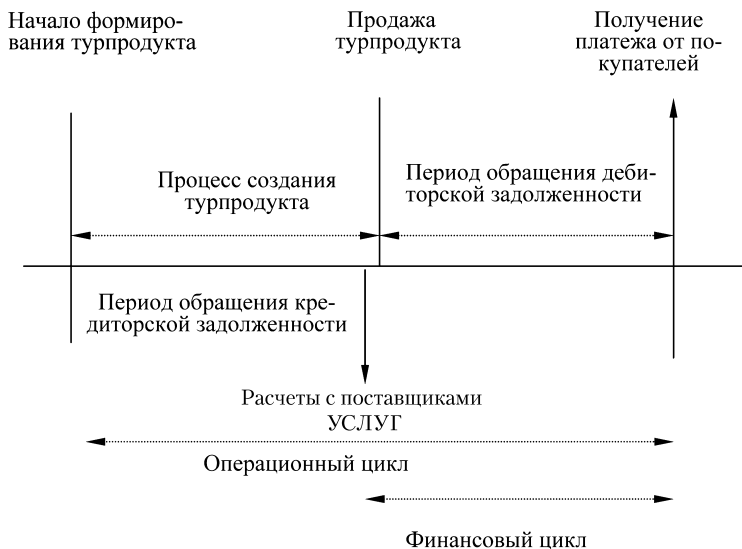 Начало формиро-
вания турпродукта
Продажа
турпродукта
Получение
платежа от по-
купателей
Процесс создания
турпродукта
Период обращения деби-
торской задолженности
Период обращения кре-
диторской задолженности
Расчеты с поставщиками
УСЛУГ
Операционный цикл
Финансовый цикл